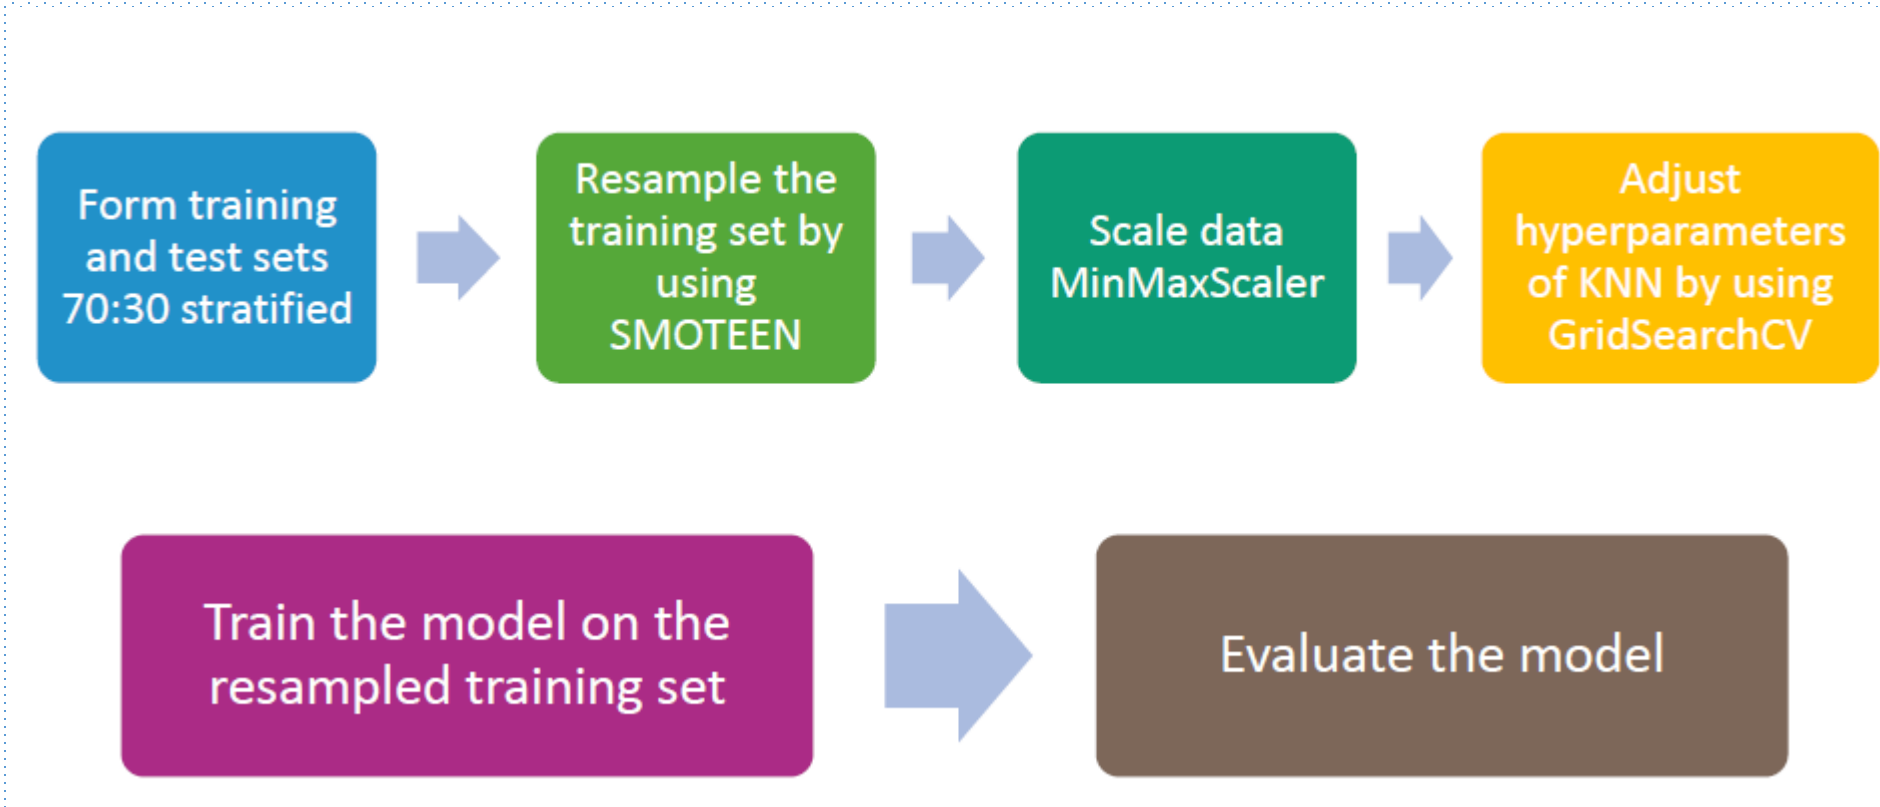 Form training
and test sets
70:30 stratified
Resample the
training set by
using
SMOTEEN
Scale data
MinMaxScaler
Adjust
hyperparameters
of KNN by using
GridSearchCV
Train the model on the
resampled training set
Evaluate the model